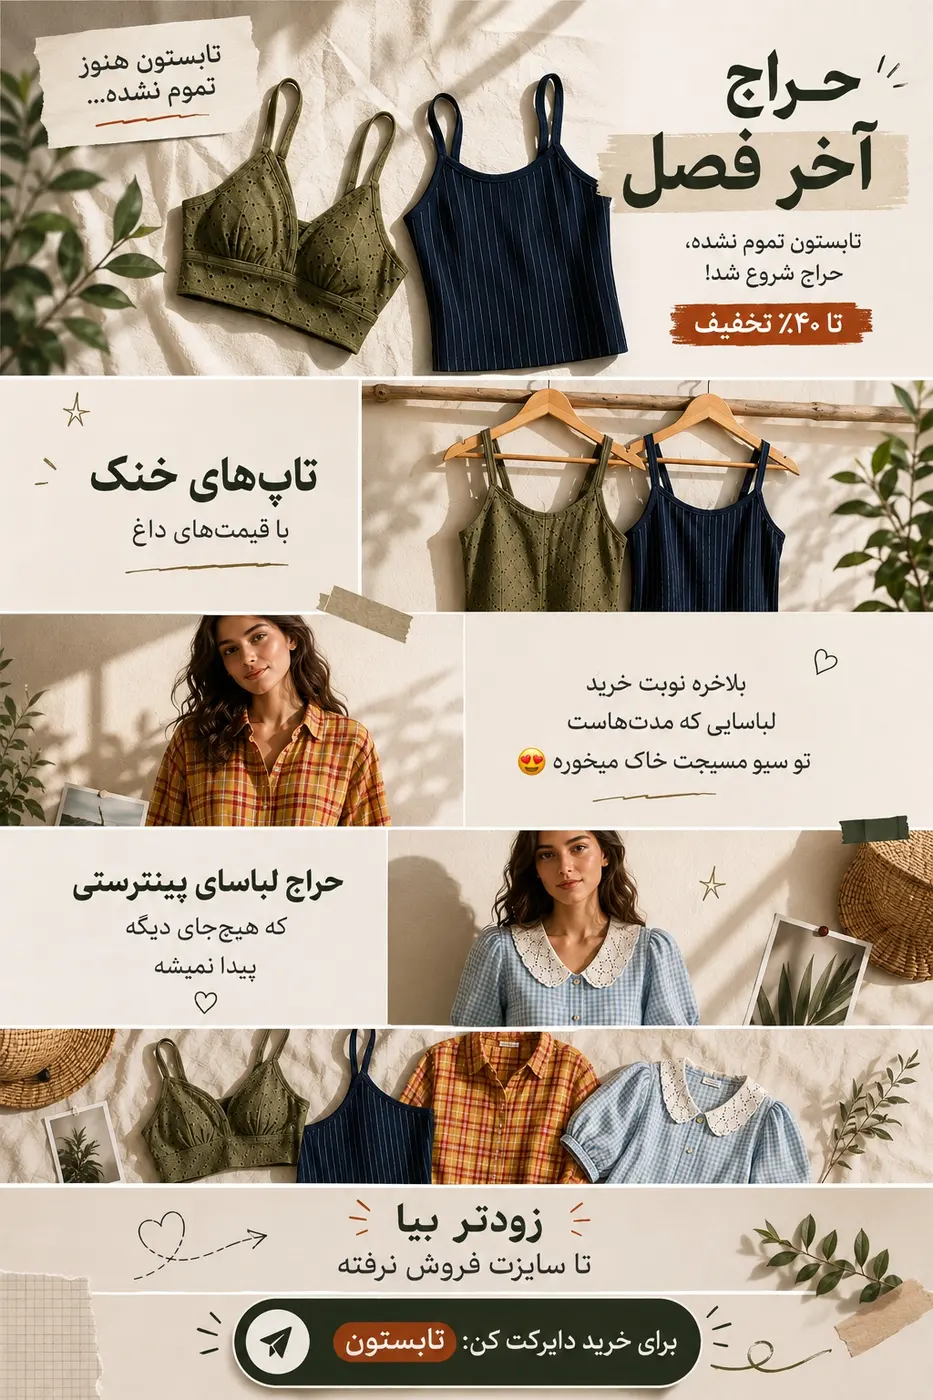 تابستون هنوز
تموم نشده...
حراج
آخر فصل
تابستون تموم نشده،
حراج شروع شد!
تا ۴۰٪ تخفیف
تاپ‌های خنک
با قیمت‌های داغ
بلاخره نوبت خرید
لباسایی که مدت‌هاست
تو سیو مسیجت خاک میخوره 😍
حراج لباسای پینترستی
که هیچ‌جای دیگه
پیدا نمیشه
زودتر بیا
تا سایزت فروش نرفته
برای خرید دایرکت کن: تابستون